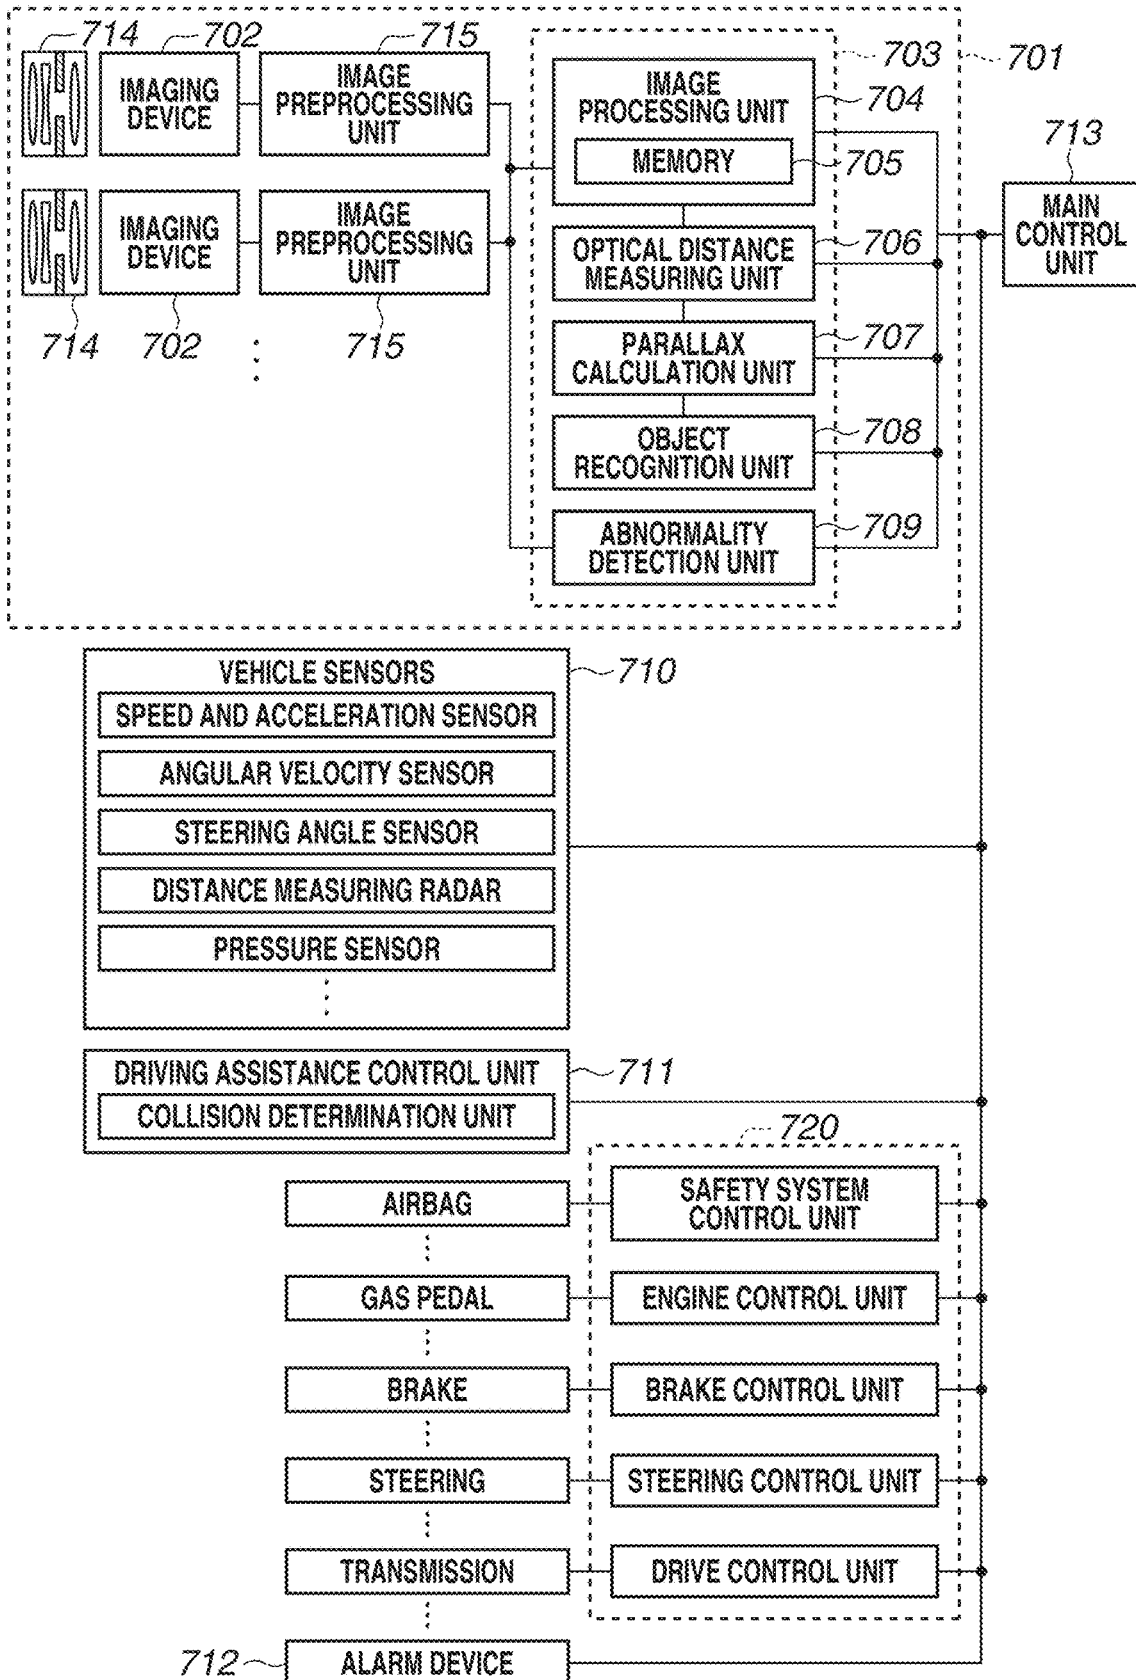 714
702
715
703
701
IMAGING
DEVICE
IMAGE
PREPROCESSING
UNIT
IMAGE
PROCESSING UNIT
704
MEMORY
705
713
MAIN
CONTROL
UNIT
IMAGING
DEVICE
IMAGE
PREPROCESSING
UNIT
714
702
715
OPTICAL DISTANCE
MEASURING UNIT
706
PARALLAX
CALCULATION UNIT
707
OBJECT
RECOGNITION UNIT
708
ABNORMALITY
DETECTION UNIT
709
VEHICLE SENSORS
710
SPEED AND ACCELERATION SENSOR
ANGULAR VELOCITY SENSOR
STEERING ANGLE SENSOR
DISTANCE MEASURING RADAR
PRESSURE SENSOR
DRIVING ASSISTANCE CONTROL UNIT
711
COLLISION DETERMINATION UNIT
720
AIRBAG
SAFETY SYSTEM
CONTROL UNIT
GAS PEDAL
ENGINE CONTROL UNIT
BRAKE
BRAKE CONTROL UNIT
STEERING
STEERING CONTROL UNIT
TRANSMISSION
DRIVE CONTROL UNIT
712
ALARM DEVICE